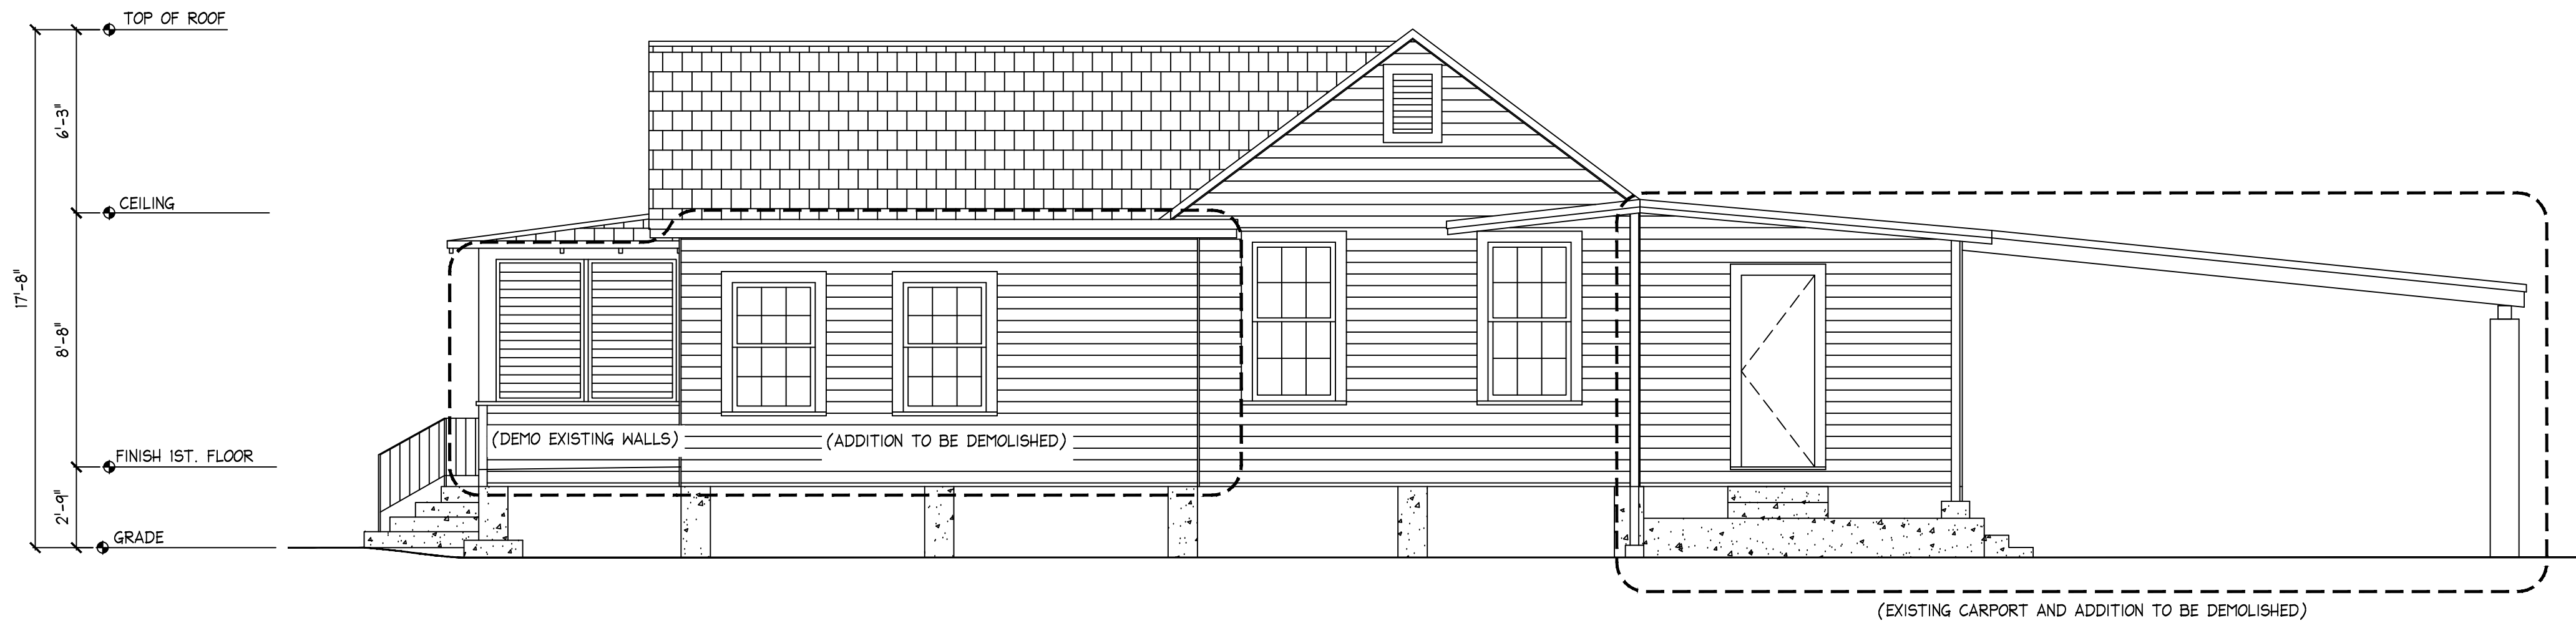 TOP OF ROOF
6'-3"
CEILING
17'-8"
8'-8"
(DEMO EXISTING WALLS)
(ADDITION TO BE DEMOLISHED)
FINISH 1ST. FLOOR
2'-9"
GRADE
(EXISTING CARPORT AND ADDITION TO BE DEMOLISHED)